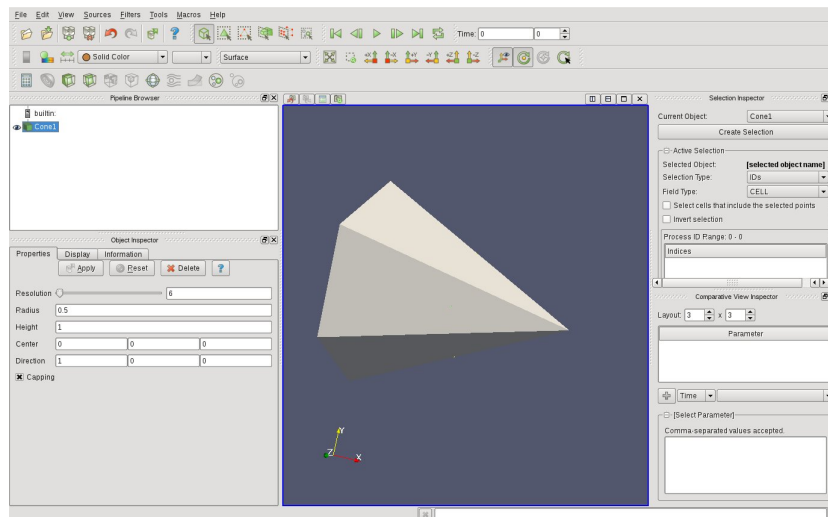 File Edit View Sources Filters Tools Macros Help
Time: 0 0
Solid Color Surface
Pipeline Browser
builtin:
Cone1
Object Inspector
Properties Display Information
Apply Reset Delete ?
Resolution 6
Radius 0.5
Height 1
Center 0 0 0
Direction 1 0 0
Capping
Y
Z X
Selection Inspector
Current Object: Cone1
Create Selection
Active Selection
Selected Object: [selected object name]
Selection Type: IDs
Field Type: CELL
Select cells that include the selected points
Invert selection
Process ID Range: 0 - 0
Indices
Comparative View Inspector
Layout: 3 x 3
Parameter
Time
[Select Parameter]
Comma-separated values accepted.